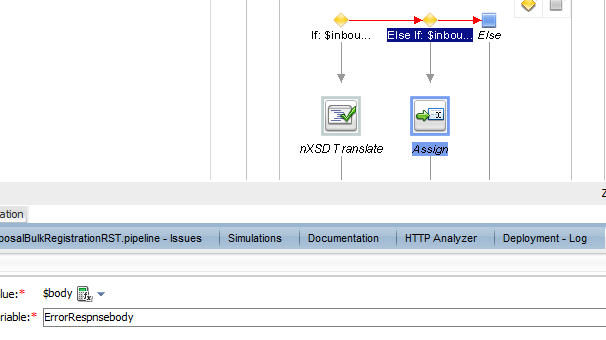 If: $inbou... Else If: $inbou... Else
nXSD Translate Assign
ation
posalBulkRegistrationRST.pipeline - Issues Simulations Documentation HTTP Analyzer Deployment - Log
lue:* $body
riable:* ErrorRespnsebody